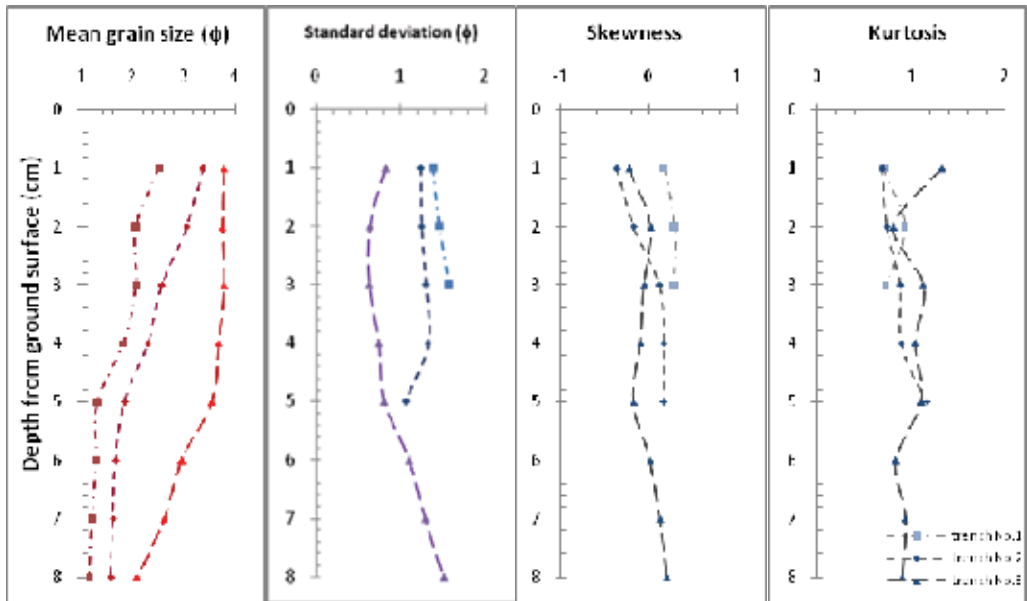 Mean grain size (ϕ)
1 2 3 4
Standard deviation (ϕ)
0 1 2
Skewness
-1 0 1
Kurtosis
0 1 2
Depth from ground surface (cm)
0 0 0 0
1 1 1 1
2 2 2 2
3 3 3 3
4 4 4 4
5 5 5 5
6 6 6 6
7 7 7 7
8 8 8 8
trench No.1
trench No.2
trench No.3